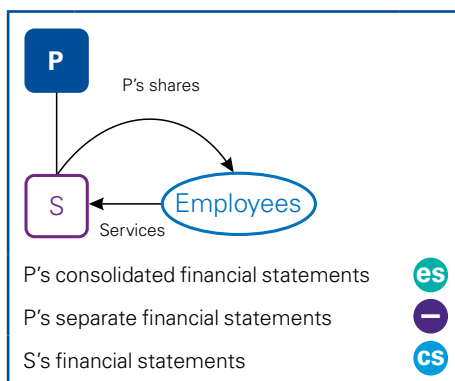 P
P's shares
S
Employees
Services
P's consolidated financial statements es
P's separate financial statements –
S's financial statements cs